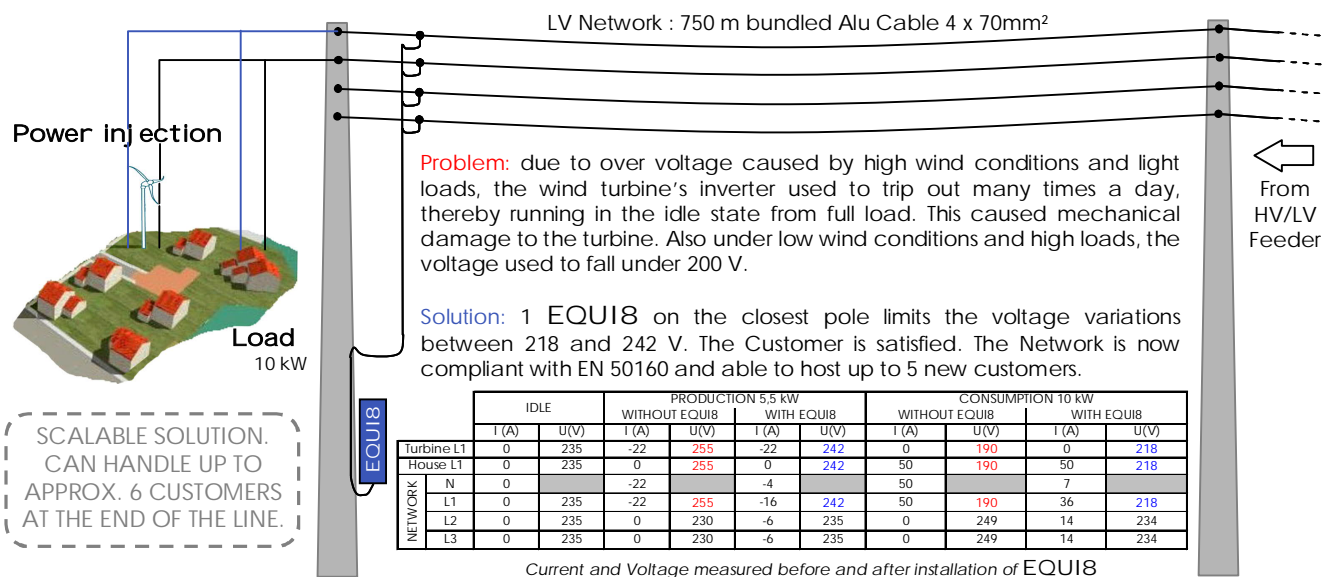 LV Network : 750 m bundled Alu Cable 4 x 70mm²
Power injection
Problem: due to over voltage caused by high wind conditions and light
loads, the wind turbine's inverter used to trip out many times a day,
thereby running in the idle state from full load. This caused mechanical
damage to the turbine. Also under low wind conditions and high loads, the
voltage used to fall under 200 V.
From
HV/LV
Feeder
Solution: 1 EQUI8 on the closest pole limits the voltage variations
between 218 and 242 V. The Customer is satisfied. The Network is now
compliant with EN 50160 and able to host up to 5 new customers.
Load
10 kW
EQUI8
SCALABLE SOLUTION.
CAN HANDLE UP TO
APPROX. 6 CUSTOMERS
AT THE END OF THE LINE.
IDLE PRODUCTION 5,5 kW CONSUMPTION 10 kW
WITHOUT EQUI8 WITH EQUI8 WITHOUT EQUI8 WITH EQUI8
I (A) U(V) I (A) U(V) I (A) U(V) I (A) U(V) I (A) U(V)
Turbine L1 0 235 -22 255 -22 242 0 190 0 218
House L1 0 235 0 255 0 242 50 190 50 218
NETWORK
N 0 -22 -4 50 7
L1 0 235 -22 255 -16 242 50 190 36 218
L2 0 235 0 230 -6 235 0 249 14 234
L3 0 235 0 230 -6 235 0 249 14 234
Current and Voltage measured before and after installation of EQUI8